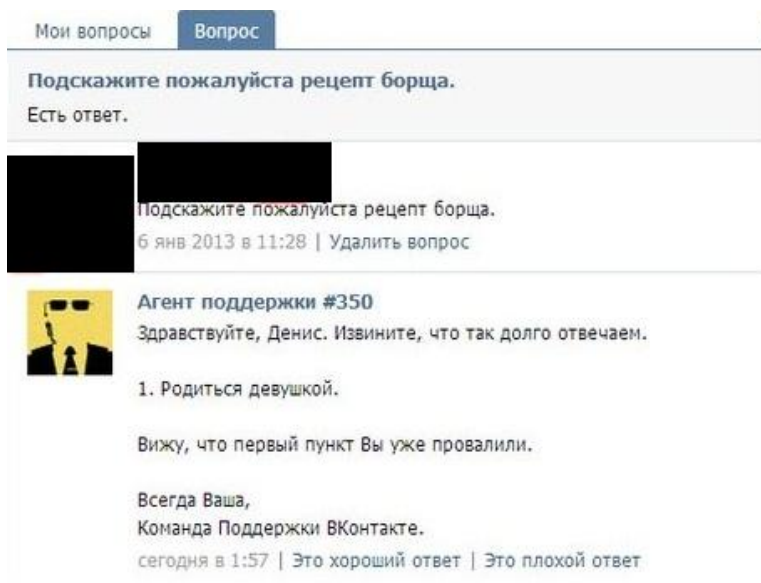 Мои вопросы
Вопрос
Подскажите пожалуйста рецепт борща.
Есть ответ.
Подскажите пожалуйста рецепт борща.
6 янв 2013 в 11:28 | Удалить вопрос
Агент поддержки #350
Здравствуйте, Денис. Извините, что так долго отвечаем.
1. Родиться девушкой.
Вижу, что первый пункт Вы уже провалили.
Всегда Ваша,
Команда Поддержки ВКонтакте.
сегодня в 1:57 | Это хороший ответ | Это плохой ответ